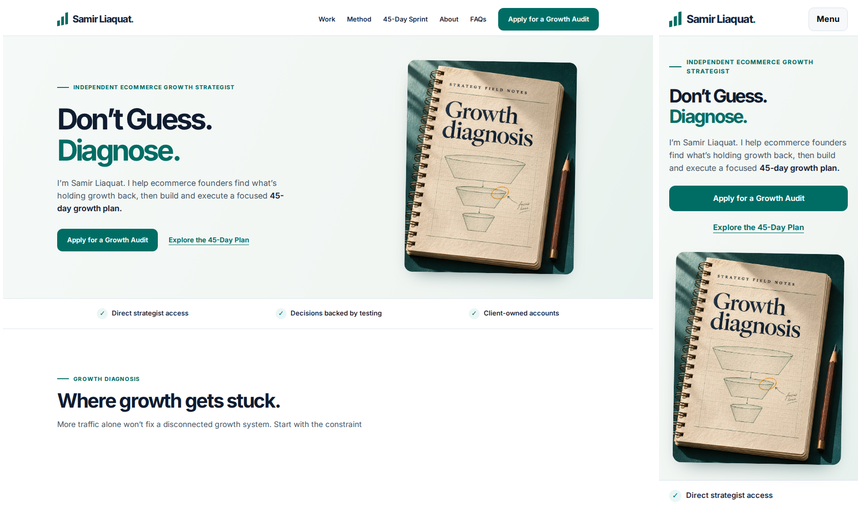 Samir Liaquat.
Work Method 45-Day Sprint About FAQs Apply for a Growth Audit
INDEPENDENT ECOMMERCE GROWTH STRATEGIST
Don’t Guess.
Diagnose.
I’m Samir Liaquat. I help ecommerce founders find what’s
holding growth back, then build and execute a focused 45-
day growth plan.
Apply for a Growth Audit Explore the 45-Day Plan
STRATEGY FIELD NOTES
Growth
diagnosis
✓ Direct strategist access ✓ Decisions backed by testing ✓ Client-owned accounts
GROWTH DIAGNOSIS
Where growth gets stuck.
More traffic alone won’t fix a disconnected growth system. Start with the constraint
Samir Liaquat.
Menu
INDEPENDENT ECOMMERCE GROWTH
STRATEGIST
Don’t Guess.
Diagnose.
I’m Samir Liaquat. I help ecommerce founders
find what’s holding growth back, then build
and execute a focused 45-day growth plan.
Apply for a Growth Audit
Explore the 45-Day Plan
STRATEGY FIELD NOTES
Growth
diagnosis
✓ Direct strategist access